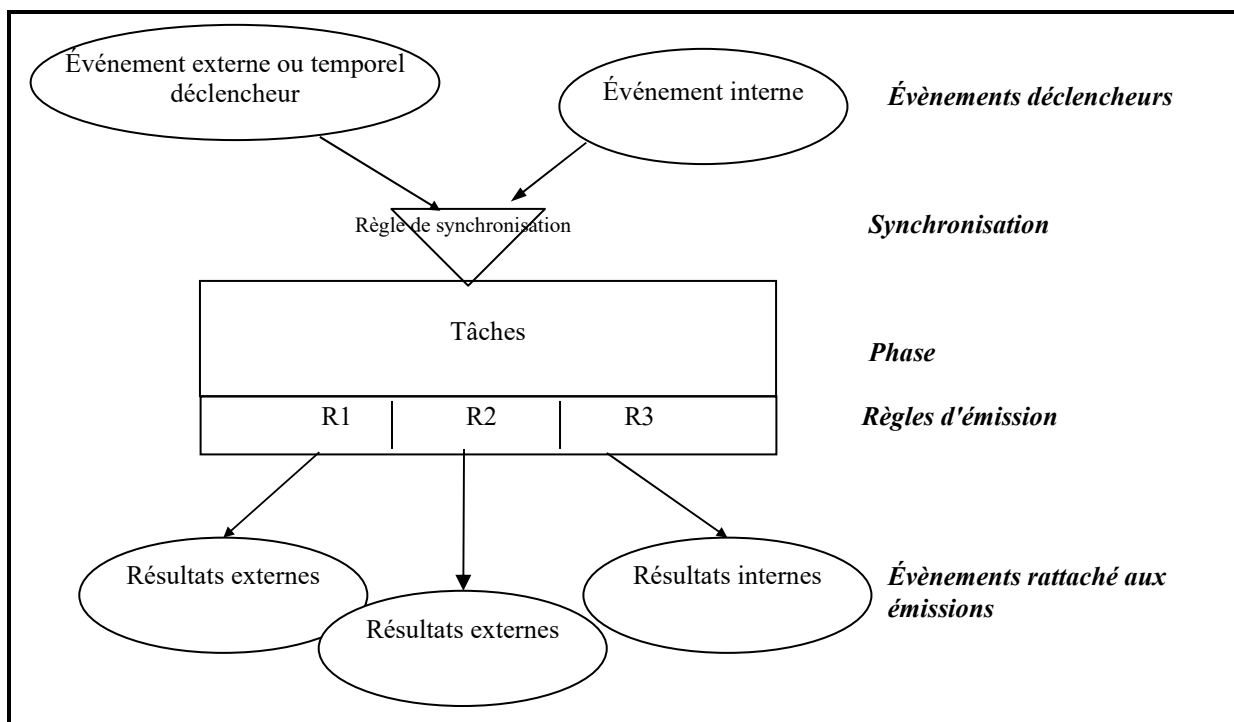 Événement externe ou temporel
déclencheur
Événement interne
Évènements déclencheurs
Règle de synchronisation
Synchronisation
Tâches
Phase
R1
R2
R3
Règles d'émission
Résultats externes
Résultats externes
Résultats internes
Évènements rattaché aux
émissions